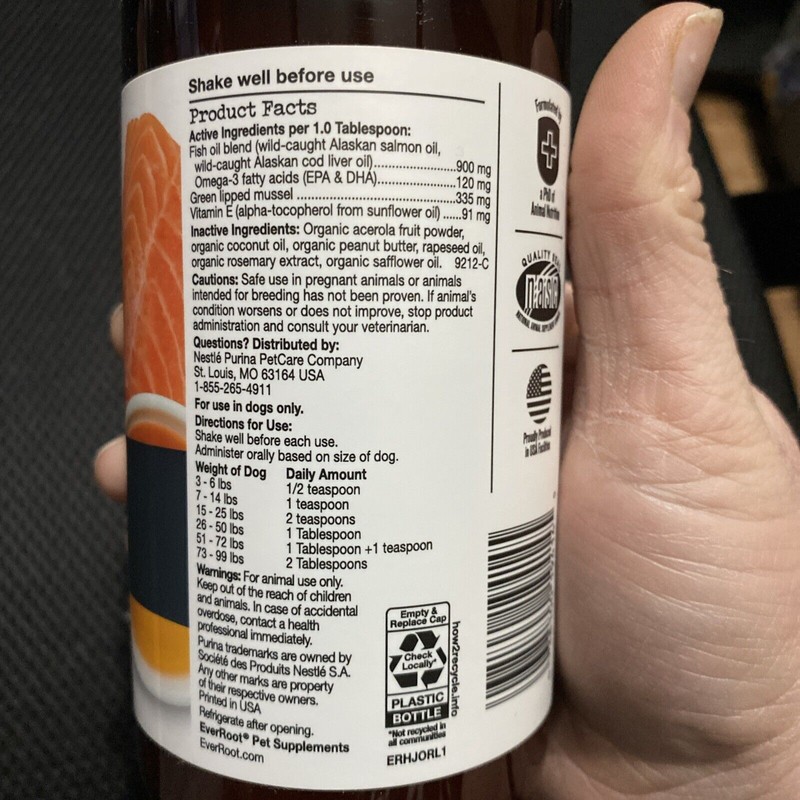 Shake well before use
Product Facts
Active Ingredients per 1.0 Tablespoon:
Fish oil blend (wild-caught Alaskan salmon oil,
wild-caught Alaskan cod liver oil)..............................900 mg
Omega-3 fatty acids (EPA & DHA)......................120 mg
Green lipped mussel ............................................335 mg
Vitamin E (alpha-tocopherol from sunflower oil) ......91 mg
Inactive Ingredients: Organic acerola fruit powder,
organic coconut oil, organic peanut butter, rapeseed oil,
organic rosemary extract, organic safflower oil. 9212-C
Cautions: Safe use in pregnant animals or animals
intended for breeding has not been proven. If animal's
condition worsens or does not improve, stop product
administration and consult your veterinarian.
Questions? Distributed by:
Nestlé Purina PetCare Company
St. Louis, MO 63164 USA
1-855-265-4911
For use in dogs only.
Directions for Use:
Shake well before each use.
Administer orally based on size of dog.
Weight of Dog Daily Amount
3 - 6 lbs 1/2 teaspoon
7 - 14 lbs 1 teaspoon
15 - 25 lbs 2 teaspoons
26 - 50 lbs 1 Tablespoon
51 - 72 lbs 1 Tablespoon +1 teaspoon
73 - 99 lbs 2 Tablespoons
Warnings: For animal use only.
Keep out of the reach of children
and animals. In case of accidental
overdose, contact a health
professional immediately.
Purina trademarks are owned by
Société des Produits Nestlé S.A.
Any other marks are property
of their respective owners.
Printed in USA
Refrigerate after opening.
EverRoot® Pet Supplements
EverRoot.com
Empty &
Replace Cap
Check
Locally*
PLASTIC
BOTTLE
*Not recycled in
all communities
how2recycle.info
ERHJORL1
Formulated by
a PhD of
Animal Nutrition
QUALITY
nasc
NATIONAL ANIMAL SUPPLEMENT
Proudly Produced
in USA Facilities